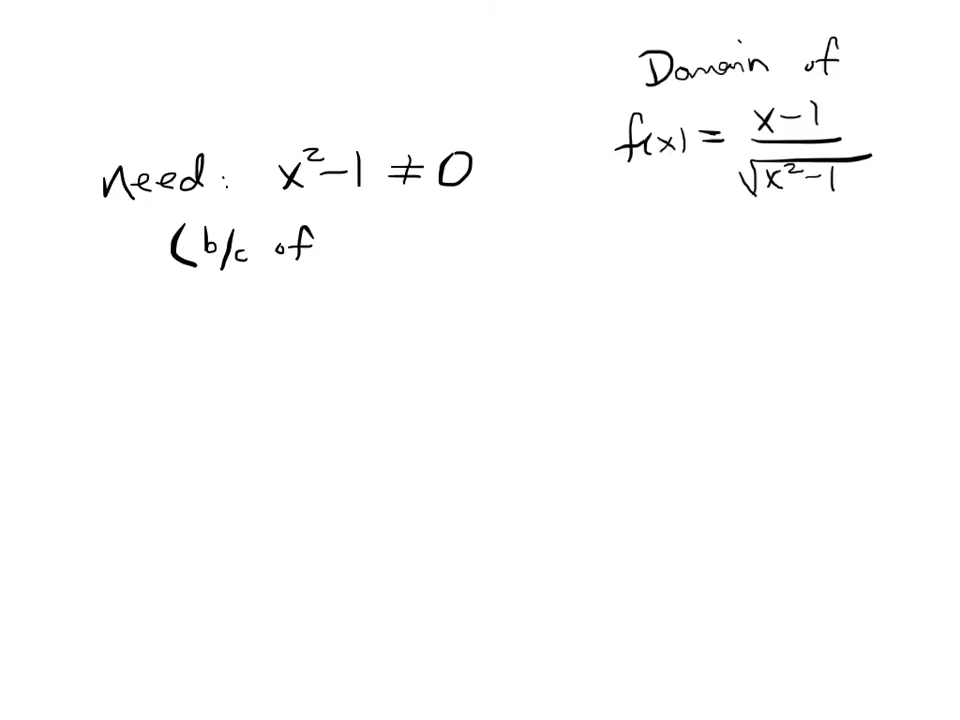 Domain of
f(x) = x-1 / √x²-1
need: x²-1 ≠ 0
(b/c of